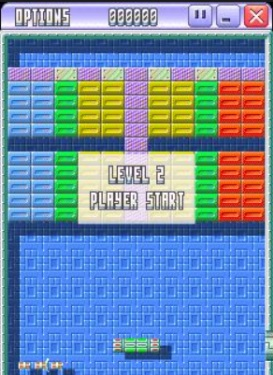 OPTIONS 000000
LEVEL 2
PLAYER START